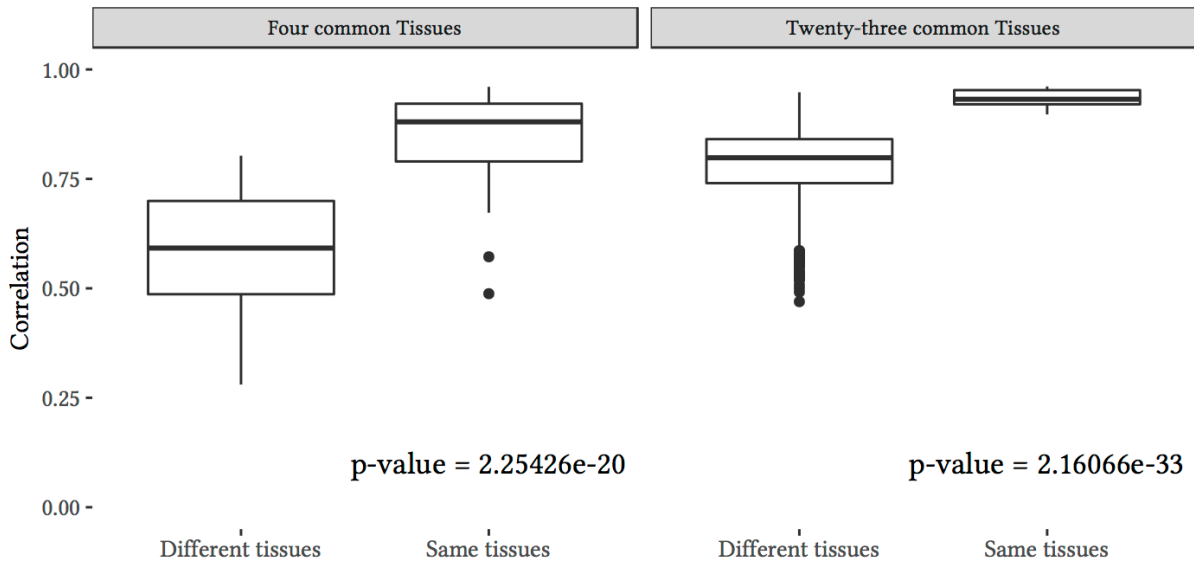 Four common Tissues
Twenty-three common Tissues
Correlation
1.00
0.75
0.50
0.25
0.00
p-value = 2.25426e-20
p-value = 2.16066e-33
Different tissues
Same tissues
Different tissues
Same tissues